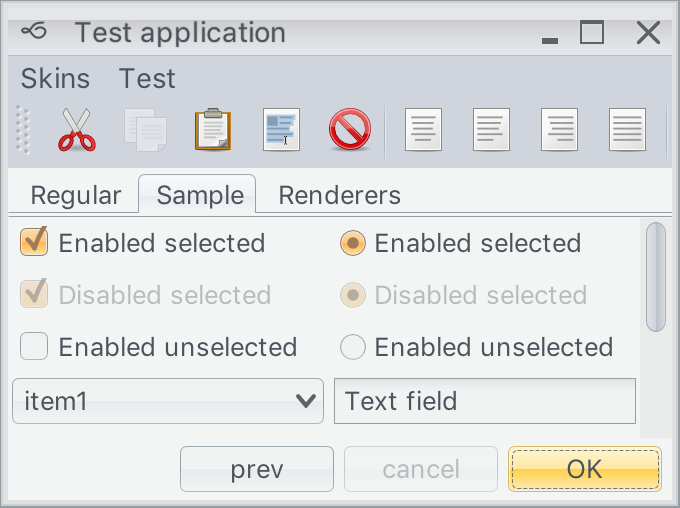 Test application
Skins Test
Regular Sample Renderers
Enabled selected Enabled selected
Disabled selected Disabled selected
Enabled unselected Enabled unselected
item1 Text field
prev cancel OK